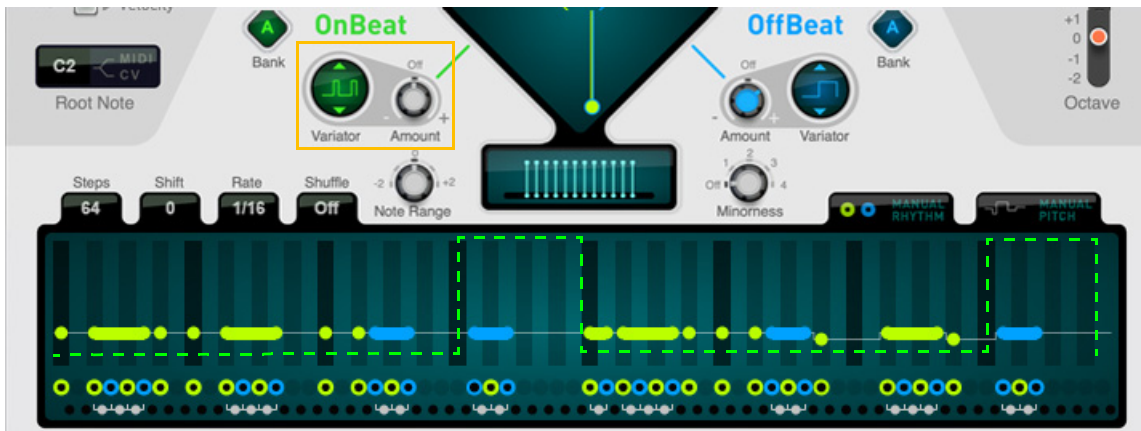 Velocity
OnBeat
OffBeat
A
A
+1
0
-1
-2
Bank
Bank
C2
MIDI
CV
Off
Off
Root Note
Octave
- +
- +
Variator
Amount
Amount
Variator
0
2
1 3
-2 +2
Off 4
Steps
Shift
Rate
Shuffle
64
0
1/16
Off
Note Range
Minorness
MANUAL
RHYTHM
MANUAL
PITCH